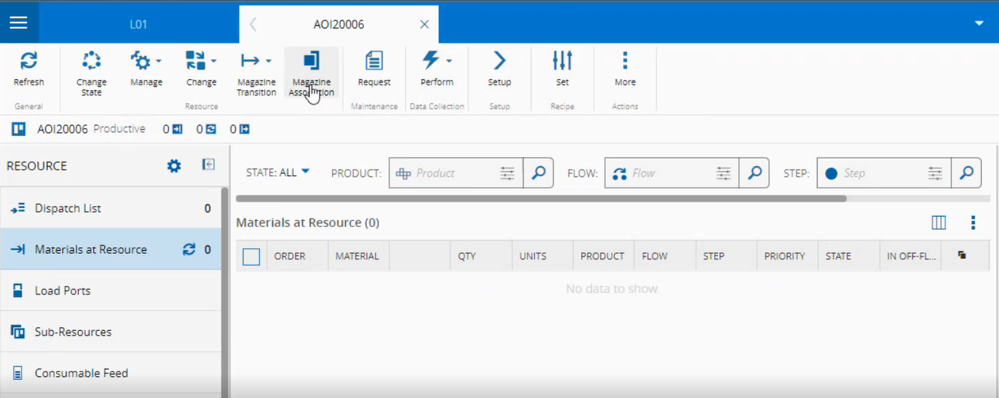 L01
AOI20006
Refresh
Change State
Manage
Change
Magazine Transition
Magazine
Request
Perform
Setup
Set
More
General
Resource
Maintenance
Data Collection
Setup
Recipe
Actions
AOI20006 Productive 0 0 0
RESOURCE
STATE: ALL PRODUCT: Product FLOW: Flow STEP: Step
Dispatch List 0
Materials at Resource 0
Load Ports
Sub-Resources
Consumable Feed
Materials at Resource (0)
ORDER MATERIAL QTY UNITS PRODUCT FLOW STEP PRIORITY STATE IN OFF-FL...
No data to show.